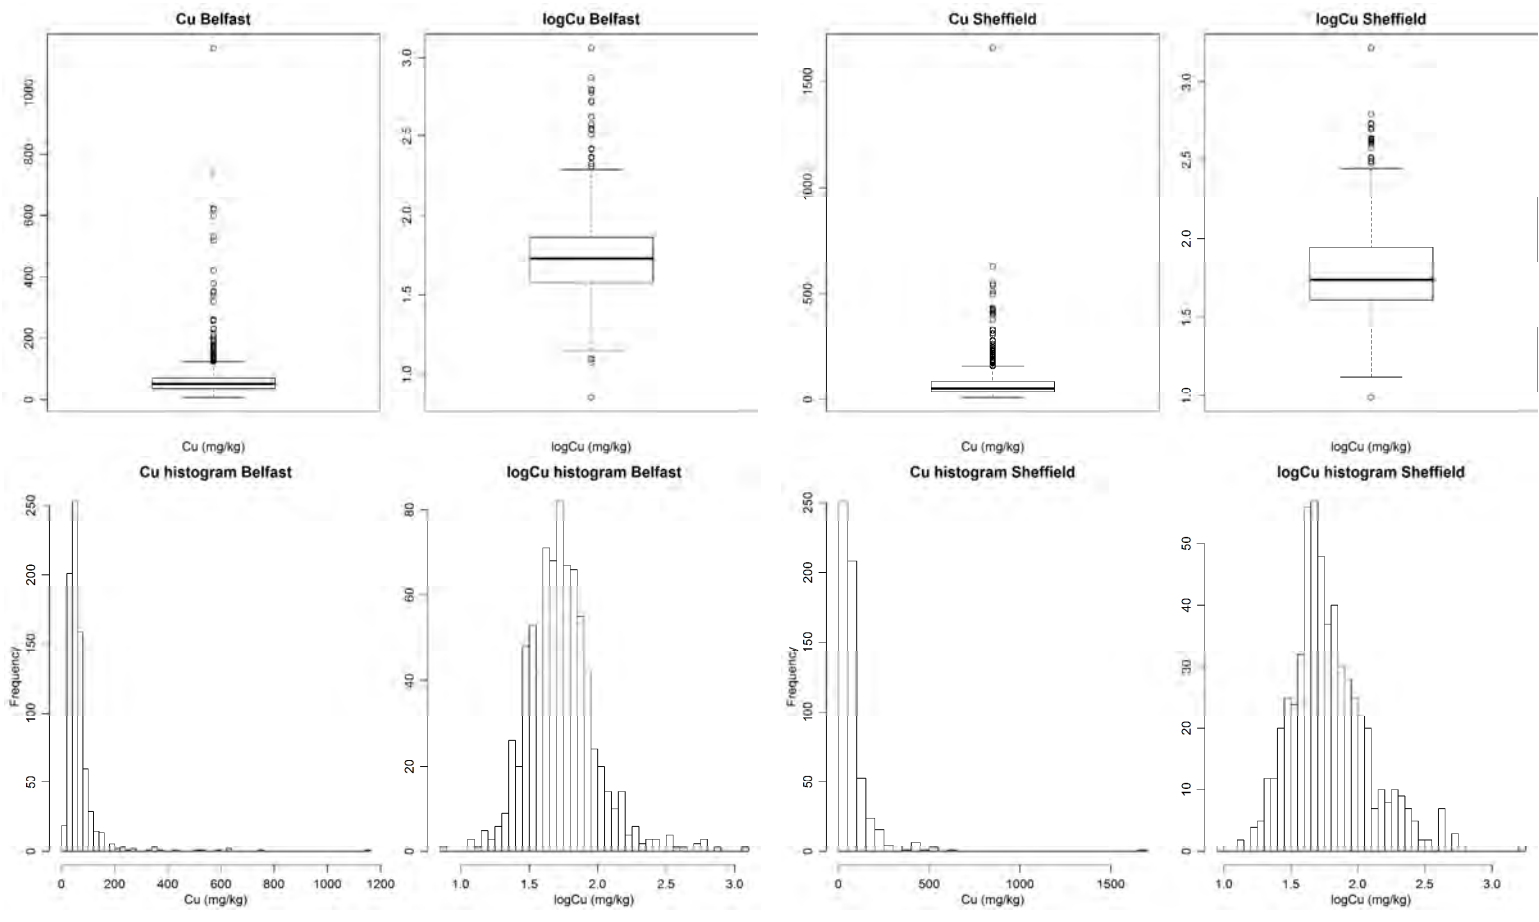 Cu Belfast
logCu Belfast
Cu Sheffield
logCu Sheffield
1000
800
600
400
200
0
3.0
2.5
2.0
1.5
1.0
1500
1000
500
0
3.0
2.5
2.0
1.5
1.0
Cu (mg/kg)
logCu (mg/kg)
Cu (mg/kg)
logCu (mg/kg)
Cu histogram Belfast
logCu histogram Belfast
Cu histogram Sheffield
logCu histogram Sheffield
Frequency
250
200
150
100
50
0
80
60
40
20
0
Frequency
250
200
150
100
50
0
50
40
30
20
10
0
0 200 400 600 800 1000 1200
1.0 1.5 2.0 2.5 3.0
0 500 1000 1500
1.0 1.5 2.0 2.5 3.0
Cu (mg/kg)
logCu (mg/kg)
Cu (mg/kg)
logCu (mg/kg)